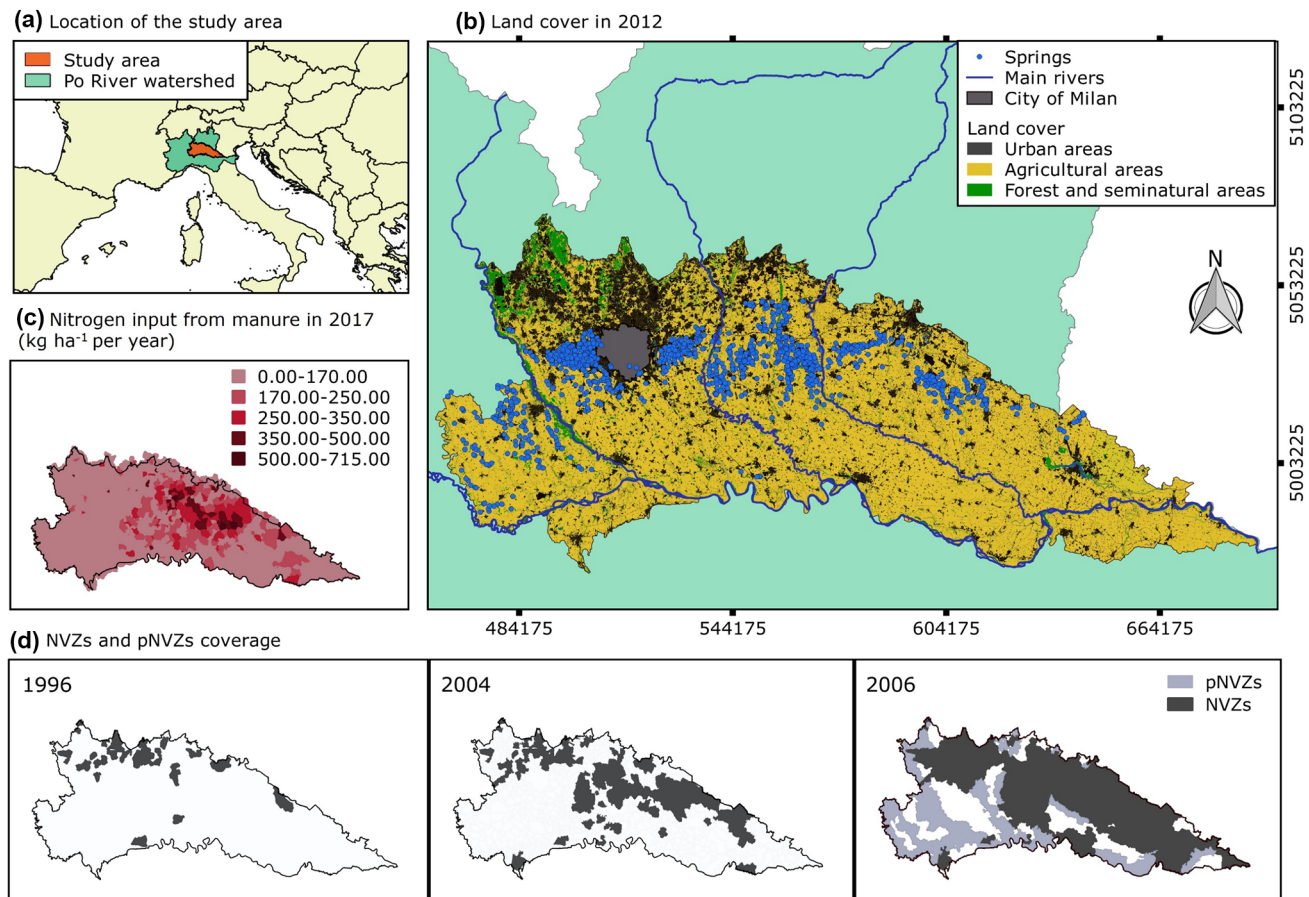 (a) Location of the study area
Study area
Po River watershed
(b) Land cover in 2012
Springs
Main rivers
City of Milan
Land cover
Urban areas
Agricultural areas
Forest and seminatural areas
N
5103225
5053225
5003225
484175
544175
604175
664175
(c) Nitrogen input from manure in 2017
(kg ha⁻¹ per year)
0.00-170.00
170.00-250.00
250.00-350.00
350.00-500.00
500.00-715.00
(d) NVZs and pNVZs coverage
1996
2004
2006
pNVZs
NVZs